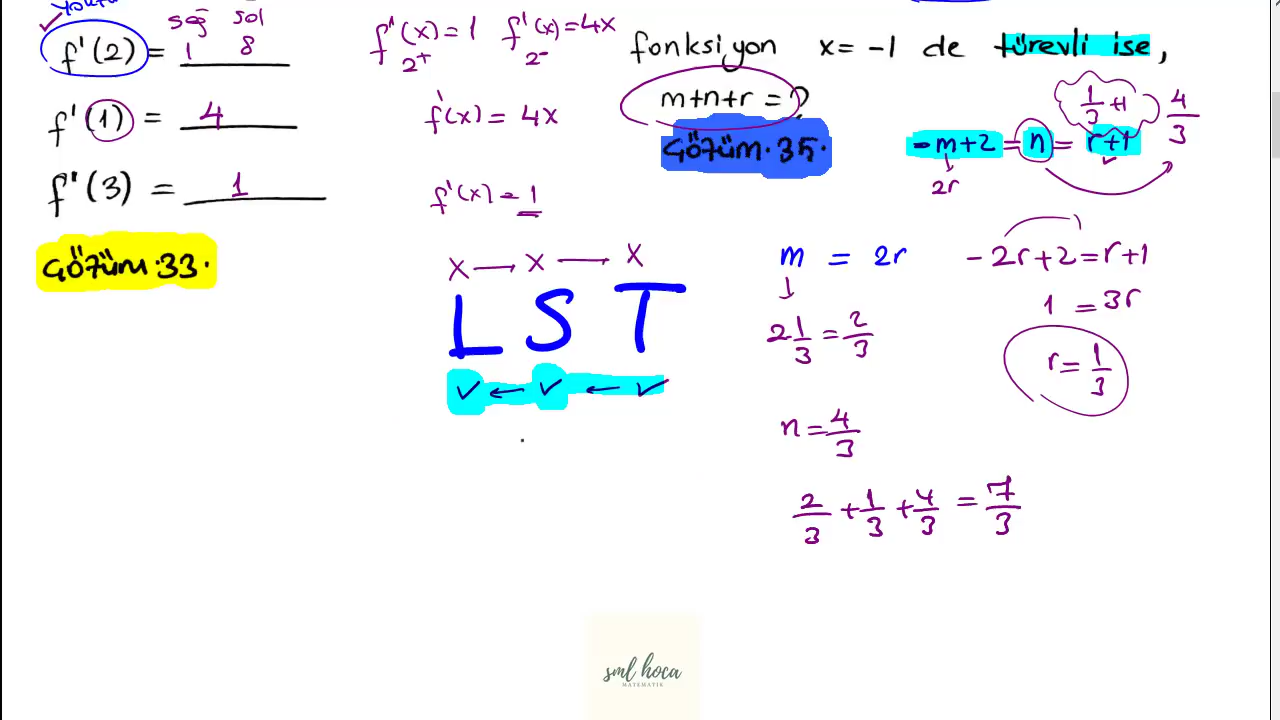 sağ sol
f'(2) = 1 8
f'(1) = 4
f'(3) = 1
Gözüm.33.
f'(x)=1 f'(x)=4x
2⁺ 2⁻
f'(x) = 4x
f'(x) = 1
x → x → x
L S T
✓ ← ✓ ← ✓
fonksiyon x = -1 de türevli ise,
m+n+r = ?
Çözüm.35.
1/3 +1 4/3
-m+2 = n = r+1
2r
m = 2r
2 1/3 = 2/3
n = 4/3
-2r+2 = r+1
1 = 3r
r = 1/3
2/3 + 1/3 + 4/3 = 7/3
sml hoca
MATEMATİK